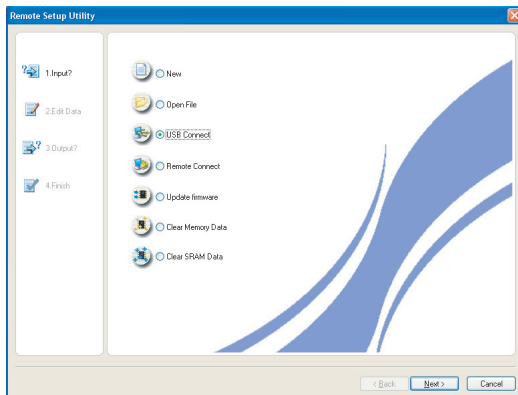 Remote Setup Utility
1.Input?
2.Edit Data
3.Output?
4.Finish
New
Open File
USB Connect
Remote Connect
Update firmware
Clear Memory Data
Clear SRAM Data
< Back
Next >
Cancel